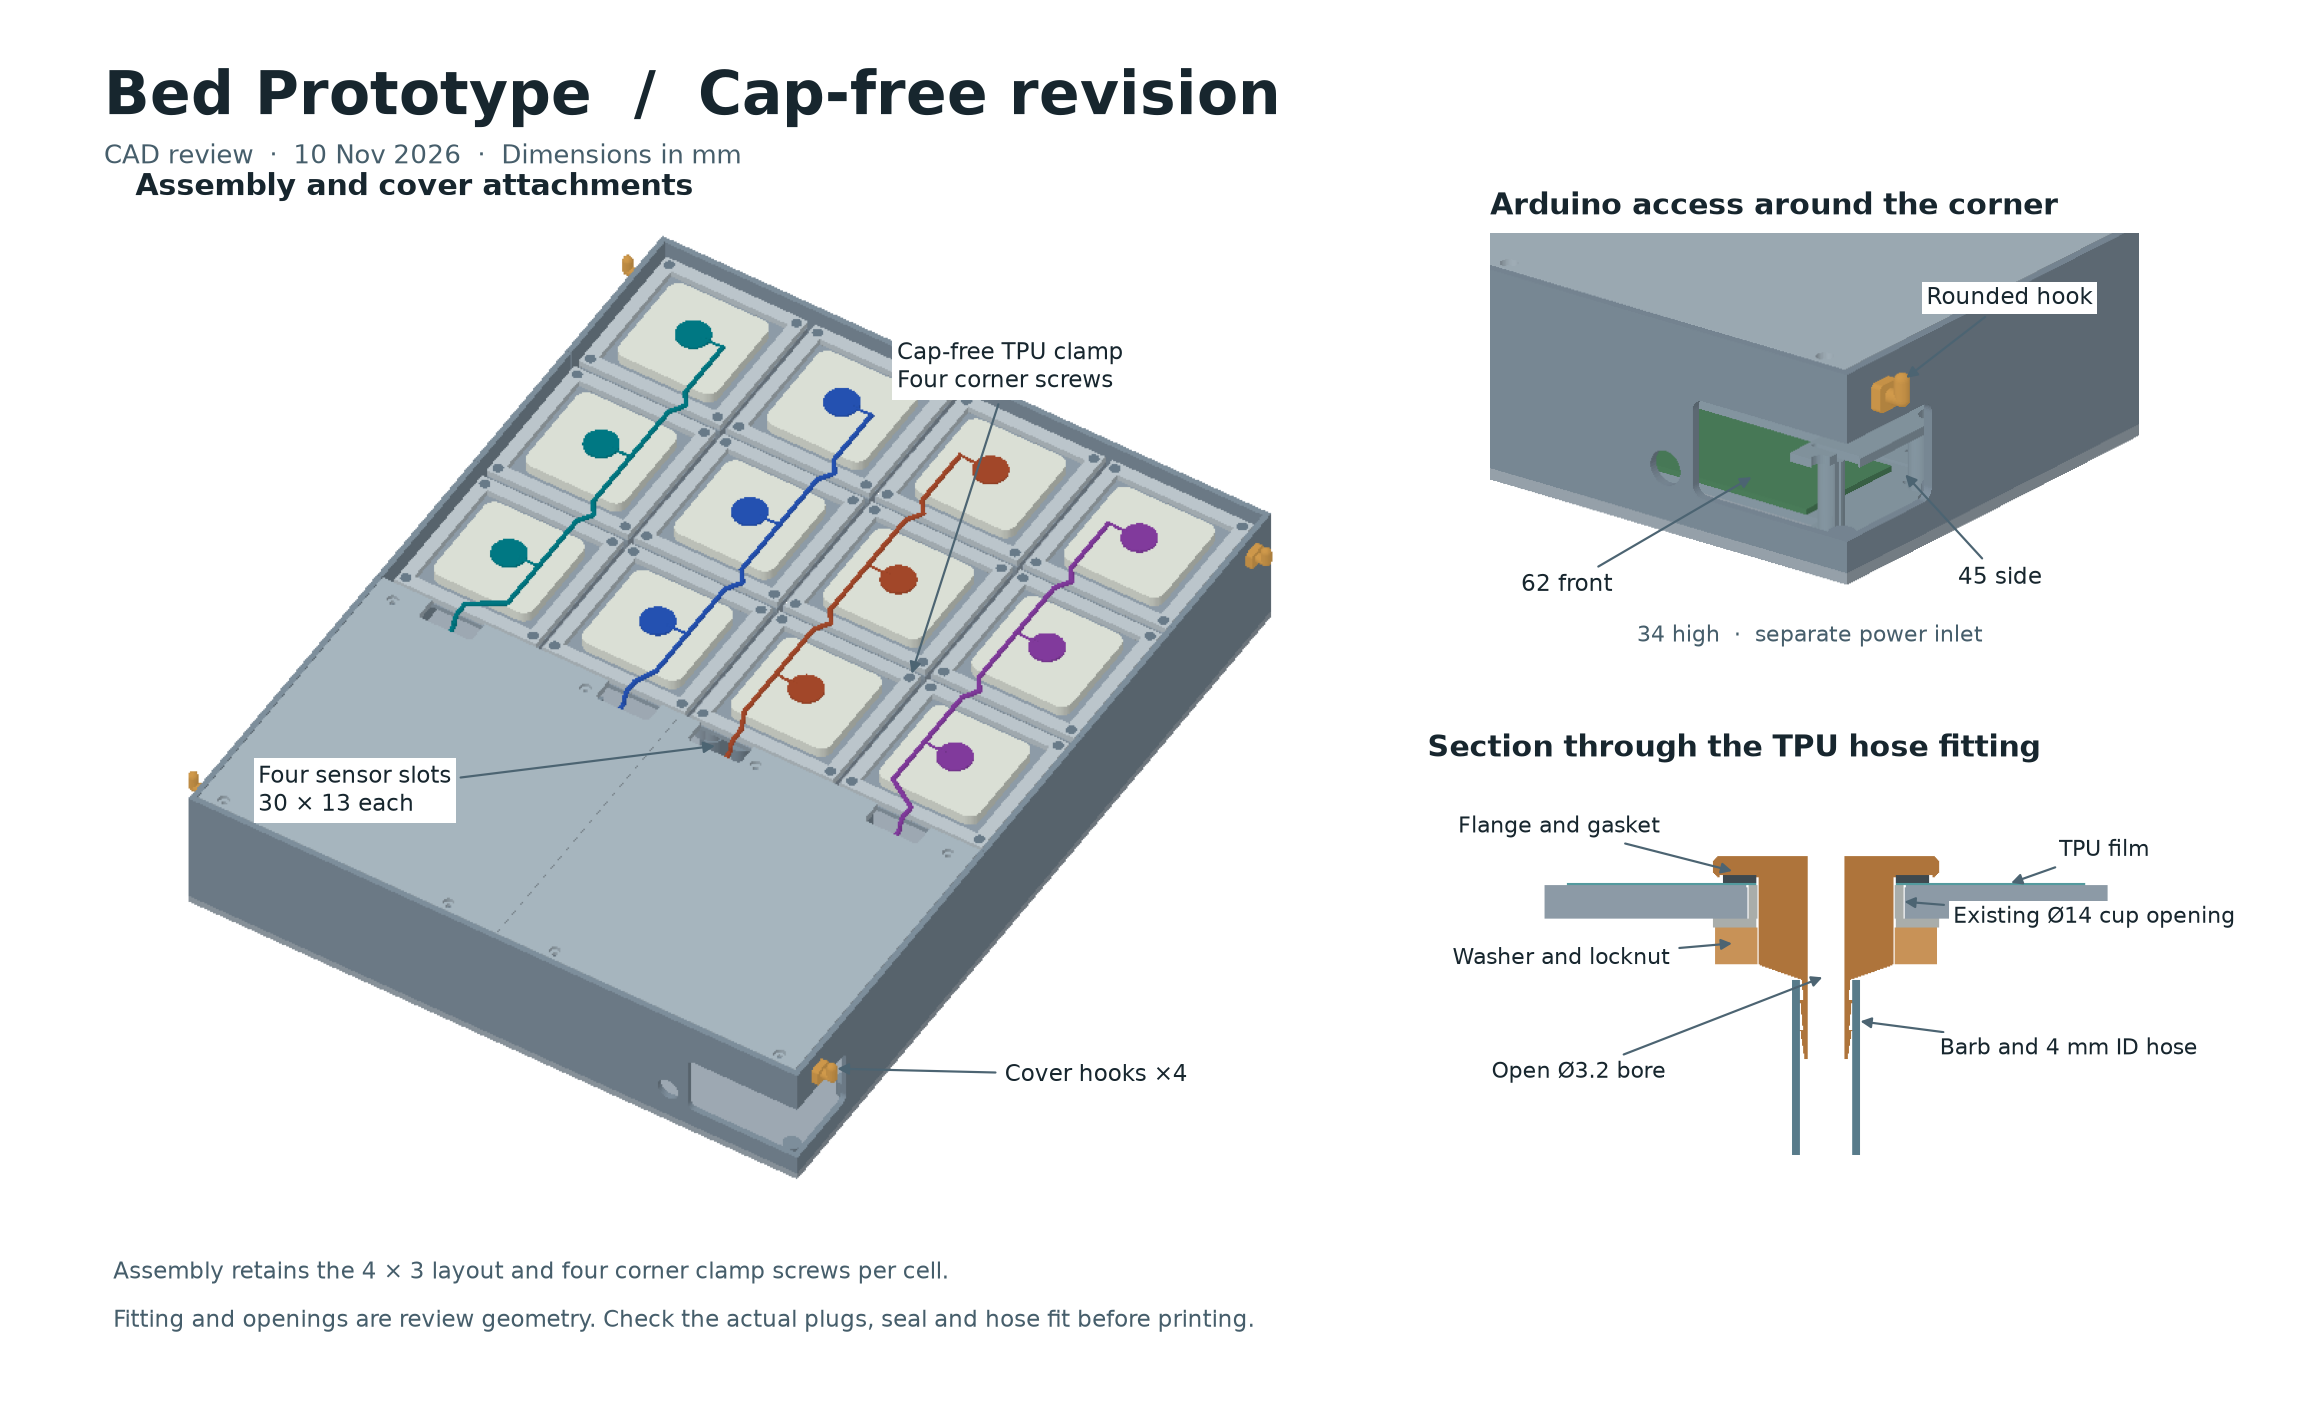 Bed Prototype / Cap-free revision
CAD review · 10 Nov 2026 · Dimensions in mm
Assembly and cover attachments
Cap-free TPU clamp
Four corner screws
Four sensor slots
30 × 13 each
Cover hooks ×4
Arduino access around the corner
Rounded hook
62 front
45 side
34 high · separate power inlet
Section through the TPU hose fitting
Flange and gasket
TPU film
Existing Ø14 cup opening
Washer and locknut
Barb and 4 mm ID hose
Open Ø3.2 bore
Assembly retains the 4 × 3 layout and four corner clamp screws per cell.
Fitting and openings are review geometry. Check the actual plugs, seal and hose fit before printing.